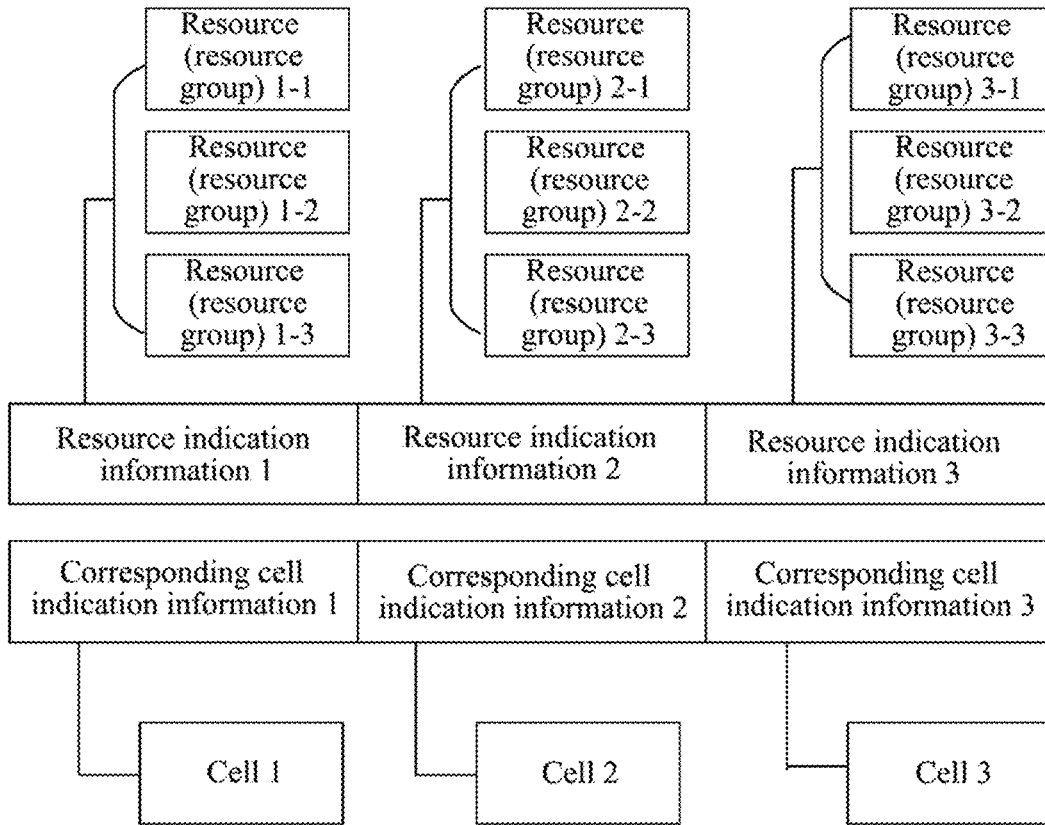 Resource
(resource
group) 1-1
Resource
(resource
group) 2-1
Resource
(resource
group) 3-1
Resource
(resource
group) 1-2
Resource
(resource
group) 2-2
Resource
(resource
group) 3-2
Resource
(resource
group) 1-3
Resource
(resource
group) 2-3
Resource
(resource
group) 3-3
Resource indication
information 1
Resource indication
information 2
Resource indication
information 3
Corresponding cell
indication information 1
Corresponding cell
indication information 2
Corresponding cell
indication information 3
Cell 1
Cell 2
Cell 3